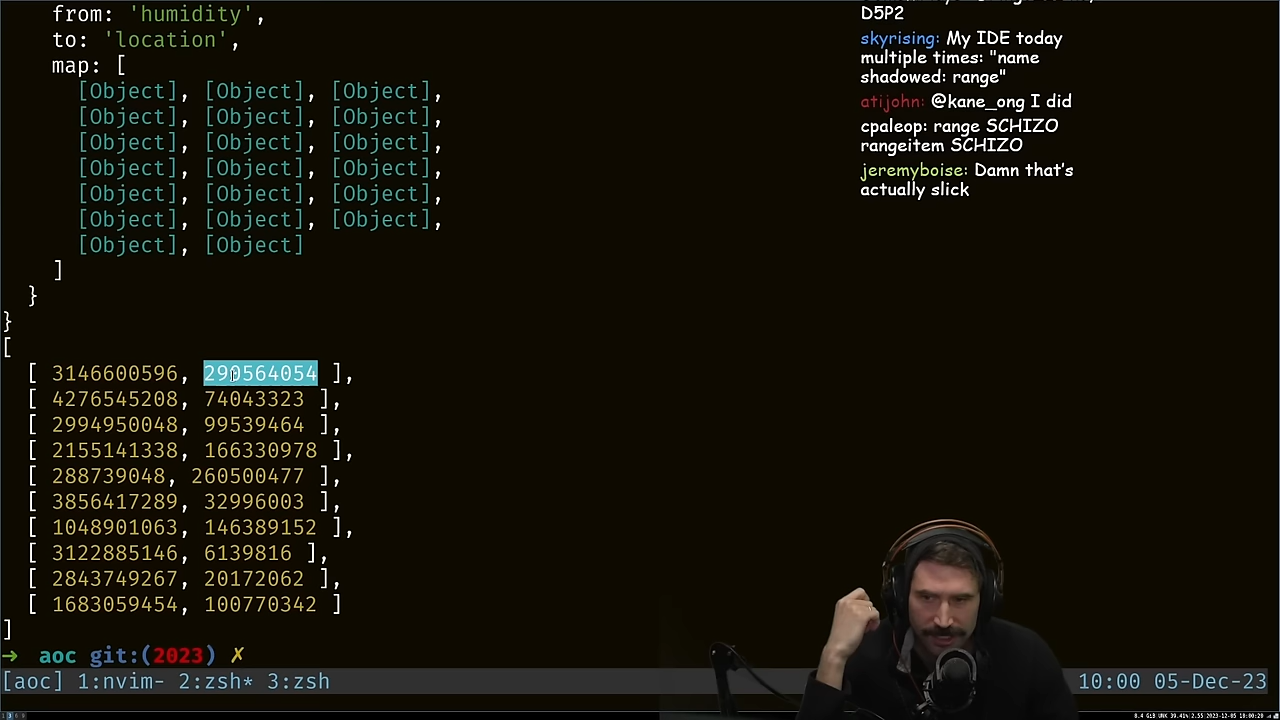 from: 'humidity',
to: 'location',
map: [
[Object], [Object], [Object],
[Object], [Object], [Object],
[Object], [Object], [Object],
[Object], [Object], [Object],
[Object], [Object], [Object],
[Object], [Object], [Object],
[Object], [Object]
]
}
}
[
[ 3146600596, 290564054 ],
[ 4276545208, 74043323 ],
[ 2994950048, 99539464 ],
[ 2155141338, 166330978 ],
[ 288739048, 260500477 ],
[ 3856417289, 32996003 ],
[ 1048901063, 146389152 ],
[ 3122885146, 6139816 ],
[ 2843749267, 20172062 ],
[ 1683059454, 100770342 ]
]
→ aoc git:(2023) ✗
[aoc] 1:nvim- 2:zsh* 3:zsh
10:00 05-Dec-23
D5P2
skyrising: My IDE today
multiple times: "name
shadowed: range"
atijohn: @kane_ong I did
cpaleop: range SCHIZO
rangeitem SCHIZO
jeremyboise: Damn that's
actually slick